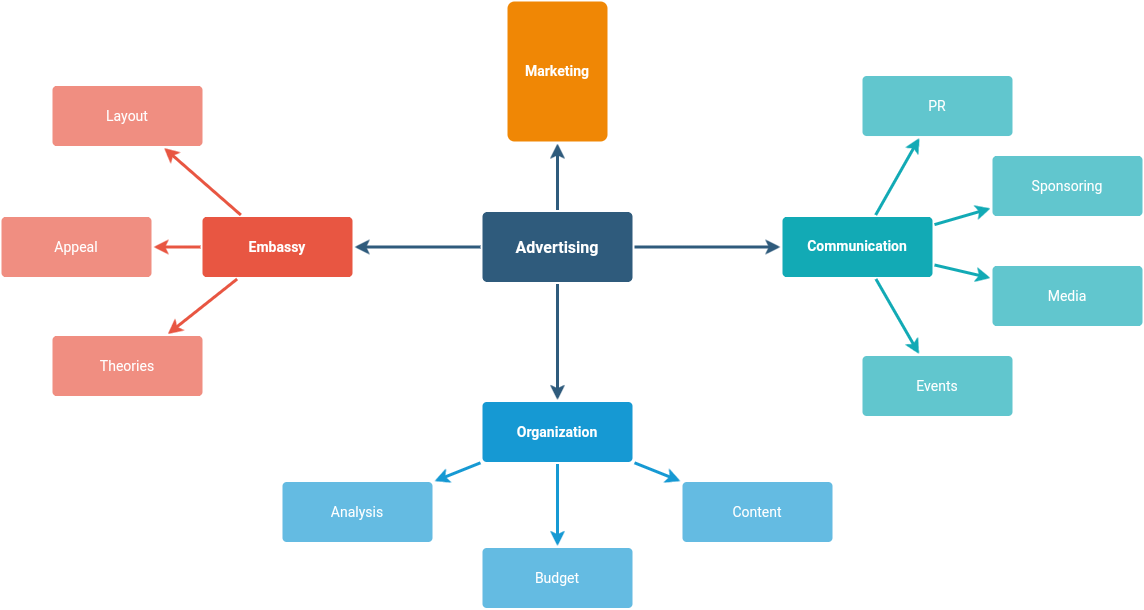 Marketing
Layout
PR
Sponsoring
Appeal
Embassy
Advertising
Communication
Media
Theories
Events
Organization
Analysis
Content
Budget